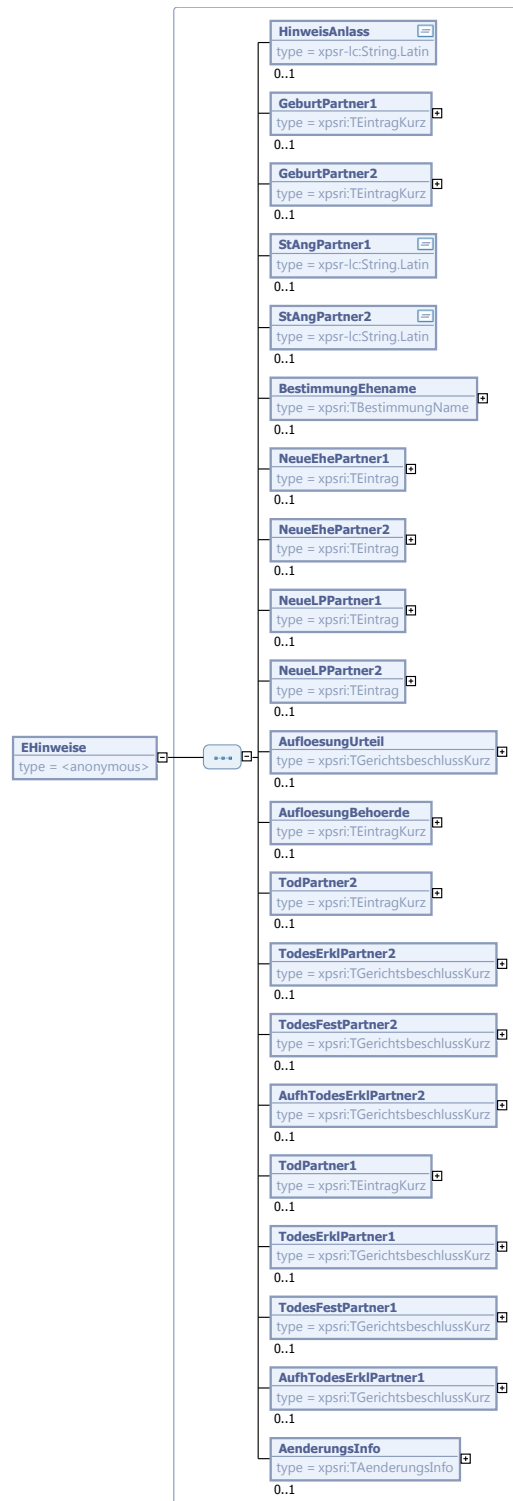 HinweisAnlass
type = xpsr-lc:String.Latin
0..1
GeburtPartner1
type = xpsri:TEintragKurz
0..1
GeburtPartner2
type = xpsri:TEintragKurz
0..1
StAngPartner1
type = xpsr-lc:String.Latin
0..1
StAngPartner2
type = xpsr-lc:String.Latin
0..1
BestimmungEhename
type = xpsri:TBestimmungName
0..1
NeueEhePartner1
type = xpsri:TEintrag
0..1
NeueEhePartner2
type = xpsri:TEintrag
0..1
NeueLPPartner1
type = xpsri:TEintrag
0..1
NeueLPPartner2
type = xpsri:TEintrag
0..1
EHinweise
type = <anonymous>
AufloesungUrteil
type = xpsri:TGerichtsbeschlussKurz
0..1
AufloesungBehoerde
type = xpsri:TEintragKurz
0..1
TodPartner2
type = xpsri:TEintragKurz
0..1
TodesErklPartner2
type = xpsri:TGerichtsbeschlussKurz
0..1
TodesFestPartner2
type = xpsri:TGerichtsbeschlussKurz
0..1
AufhTodesErklPartner2
type = xpsri:TGerichtsbeschlussKurz
0..1
TodPartner1
type = xpsri:TEintragKurz
0..1
TodesErklPartner1
type = xpsri:TGerichtsbeschlussKurz
0..1
TodesFestPartner1
type = xpsri:TGerichtsbeschlussKurz
0..1
AufhTodesErklPartner1
type = xpsri:TGerichtsbeschlussKurz
0..1
AenderungsInfo
type = xpsri:TAenderungsInfo
0..1